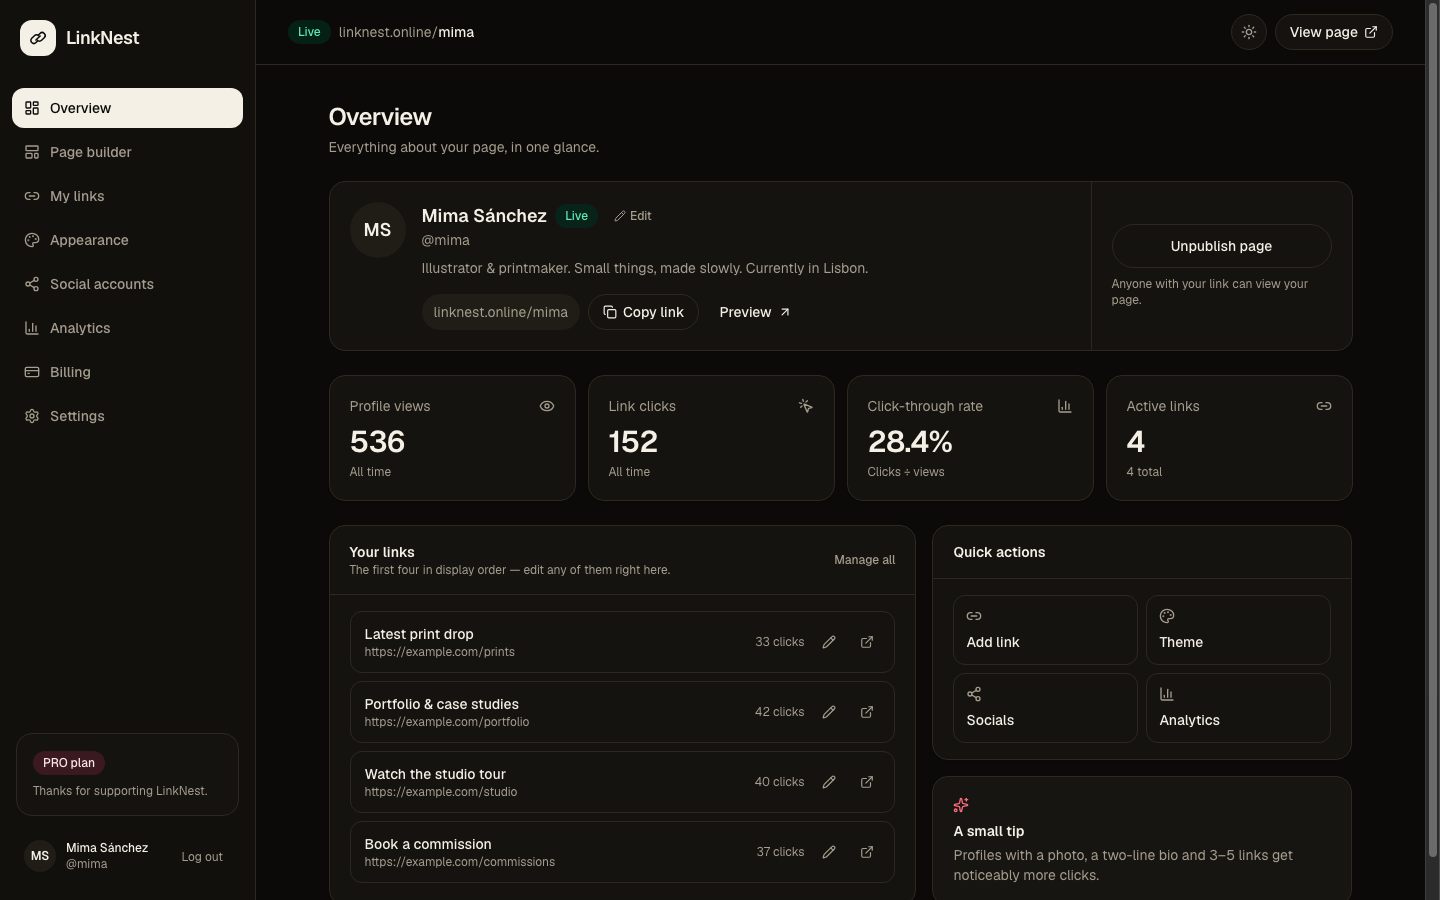 LinkNest
Overview
Page builder
My links
Appearance
Social accounts
Analytics
Billing
Settings
PRO plan
Thanks for supporting LinkNest.
MS
Mima Sánchez
@mima
Log out
Live
linknest.online/mima
View page
Overview
Everything about your page, in one glance.
MS
Mima Sánchez
Live
Edit
@mima
Illustrator & printmaker. Small things, made slowly. Currently in Lisbon.
linknest.online/mima
Copy link
Preview
Unpublish page
Anyone with your link can view your
page.
Profile views
536
All time
Link clicks
152
All time
Click-through rate
28.4%
Clicks ÷ views
Active links
4
4 total
Your links
The first four in display order — edit any of them right here.
Manage all
Latest print drop
https://example.com/prints
33 clicks
Portfolio & case studies
https://example.com/portfolio
42 clicks
Watch the studio tour
https://example.com/studio
40 clicks
Book a commission
https://example.com/commissions
37 clicks
Quick actions
Add link
Theme
Socials
Analytics
A small tip
Profiles with a photo, a two-line bio and 3–5 links get
noticeably more clicks.